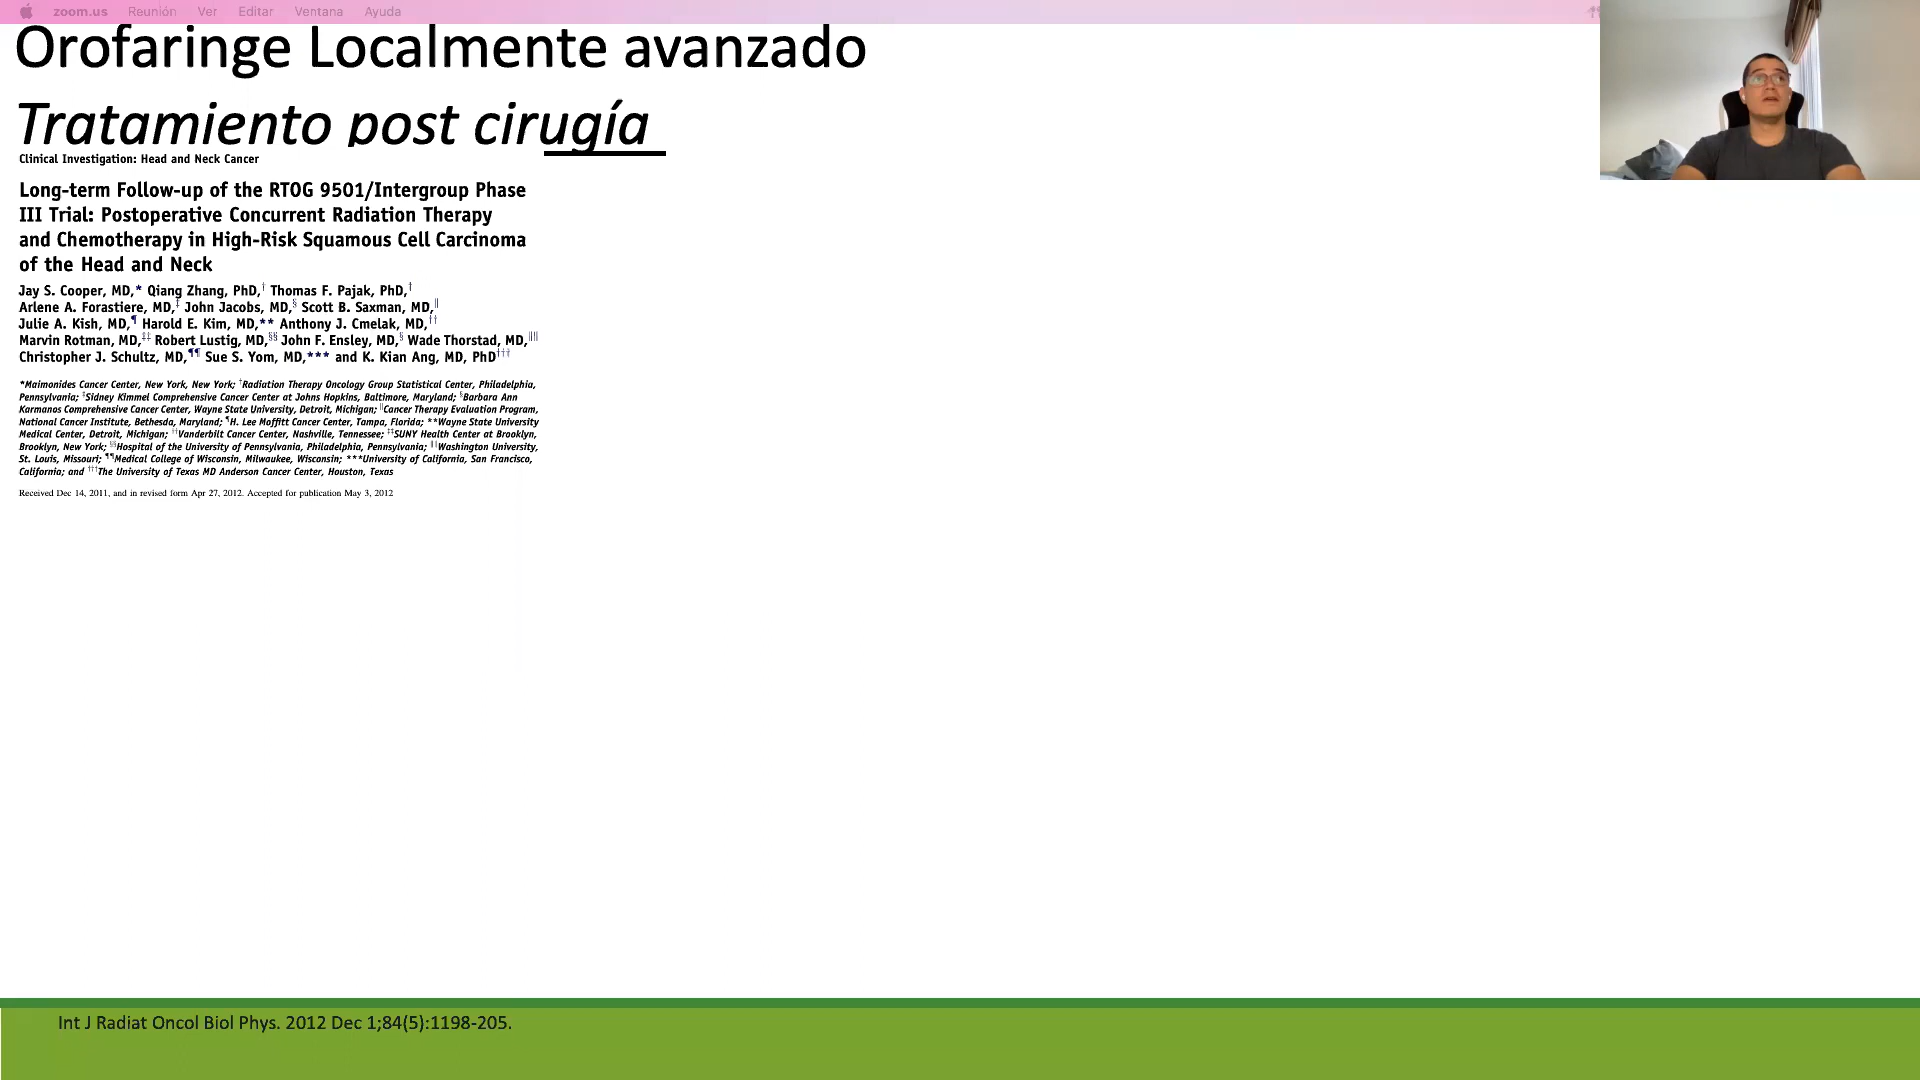 zoom.us Reunión Ver Editar Ventana Ayuda
Orofaringe Localmente avanzado
Tratamiento post cirugía
Clinical Investigation: Head and Neck Cancer
Long-term Follow-up of the RTOG 9501/Intergroup Phase
III Trial: Postoperative Concurrent Radiation Therapy
and Chemotherapy in High-Risk Squamous Cell Carcinoma
of the Head and Neck
Jay S. Cooper, MD,* Qiang Zhang, PhD,† Thomas F. Pajak, PhD,†
Arlene A. Forastiere, MD,‡ John Jacobs, MD,§ Scott B. Saxman, MD,‖
Julie A. Kish, MD,¶ Harold E. Kim, MD,** Anthony J. Cmelak, MD,††
Marvin Rotman, MD,‡‡ Robert Lustig, MD,§§ John F. Ensley, MD,§ Wade Thorstad, MD,‖‖
Christopher J. Schultz, MD,¶¶ Sue S. Yom, MD,*** and K. Kian Ang, MD, PhD†††
*Maimonides Cancer Center, New York, New York; †Radiation Therapy Oncology Group Statistical Center, Philadelphia,
Pennsylvania; ‡Sidney Kimmel Comprehensive Cancer Center at Johns Hopkins, Baltimore, Maryland; §Barbara Ann
Karmanos Comprehensive Cancer Center, Wayne State University, Detroit, Michigan; ‖Cancer Therapy Evaluation Program,
National Cancer Institute, Bethesda, Maryland; ¶H. Lee Moffitt Cancer Center, Tampa, Florida; **Wayne State University
Medical Center, Detroit, Michigan; ††Vanderbilt Cancer Center, Nashville, Tennessee; ‡‡SUNY Health Center at Brooklyn,
Brooklyn, New York; §§Hospital of the University of Pennsylvania, Philadelphia, Pennsylvania; ‖‖Washington University,
St. Louis, Missouri; ¶¶Medical College of Wisconsin, Milwaukee, Wisconsin; ***University of California, San Francisco,
California; and †††The University of Texas MD Anderson Cancer Center, Houston, Texas
Received Dec 14, 2011, and in revised form Apr 27, 2012. Accepted for publication May 3, 2012
Int J Radiat Oncol Biol Phys. 2012 Dec 1;84(5):1198-205.